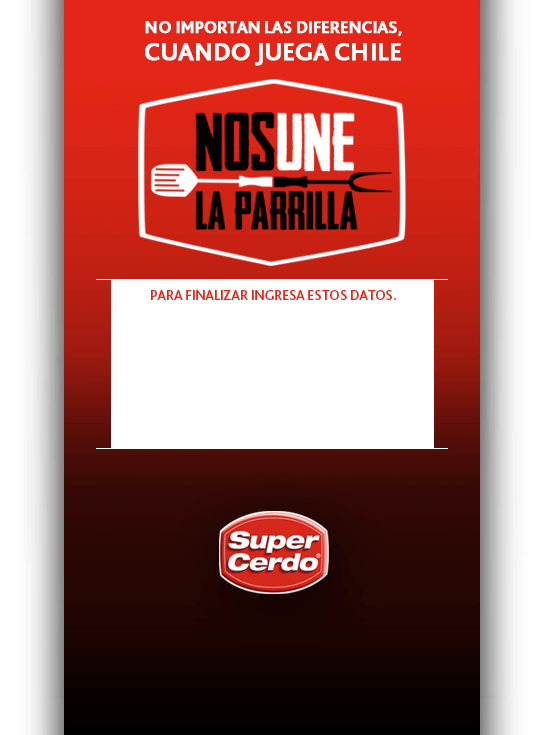 NO IMPORTAN LAS DIFERENCIAS,
CUANDO JUEGA CHILE
NOS UNE
LA PARRILLA
PARA FINALIZAR INGRESA ESTOS DATOS.
Super
Cerdo®